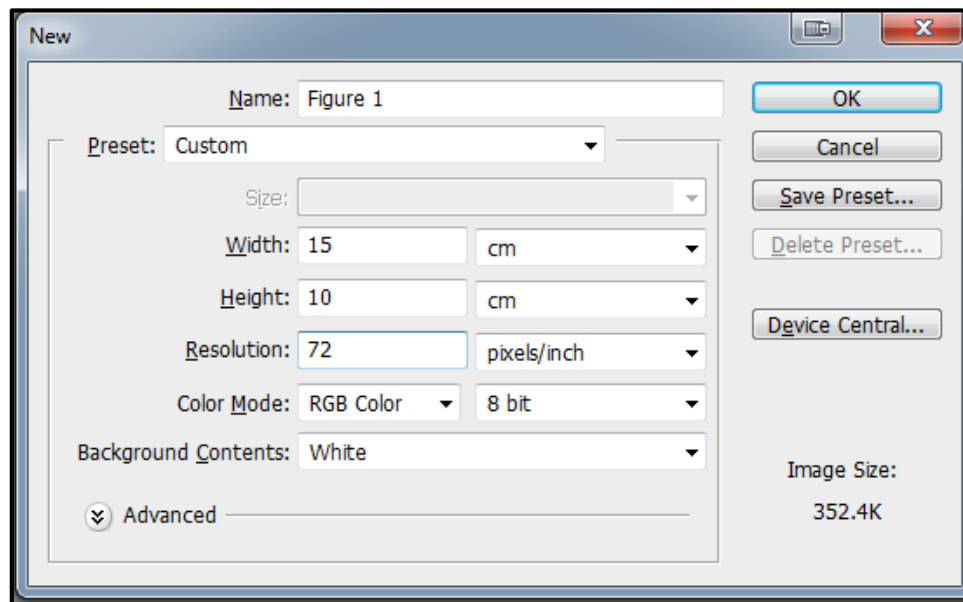 New
Name: Figure 1
OK
Preset: Custom
Cancel
Size:
Save Preset...
Width: 15 cm
Delete Preset...
Height: 10 cm
Device Central...
Resolution: 72 pixels/inch
Color Mode: RGB Color 8 bit
Background Contents: White
Image Size:
352.4K
Advanced